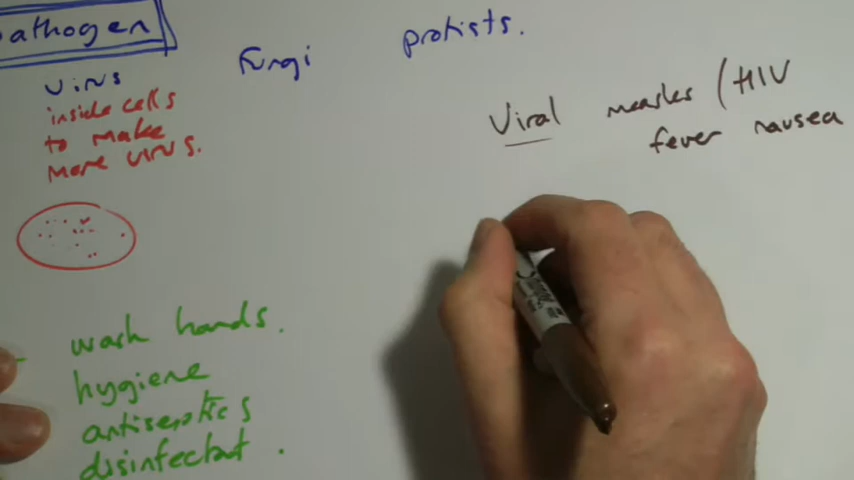 pathogen
virus
fungi
protists.
inside cells
to make
more virus.
Viral measles / HIV
fever nausea
wash hands.
hygiene
antiseptics
disinfectant.